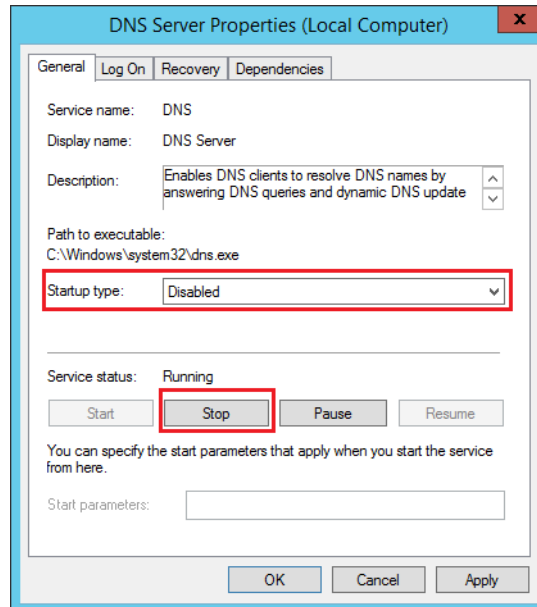 DNS Server Properties (Local Computer)
x
General Log On Recovery Dependencies
Service name: DNS
Display name: DNS Server
Description: Enables DNS clients to resolve DNS names by
answering DNS queries and dynamic DNS update
Path to executable:
C:\Windows\system32\dns.exe
Startup type: Disabled
Service status: Running
Start Stop Pause Resume
You can specify the start parameters that apply when you start the service
from here.
Start parameters:
OK Cancel Apply